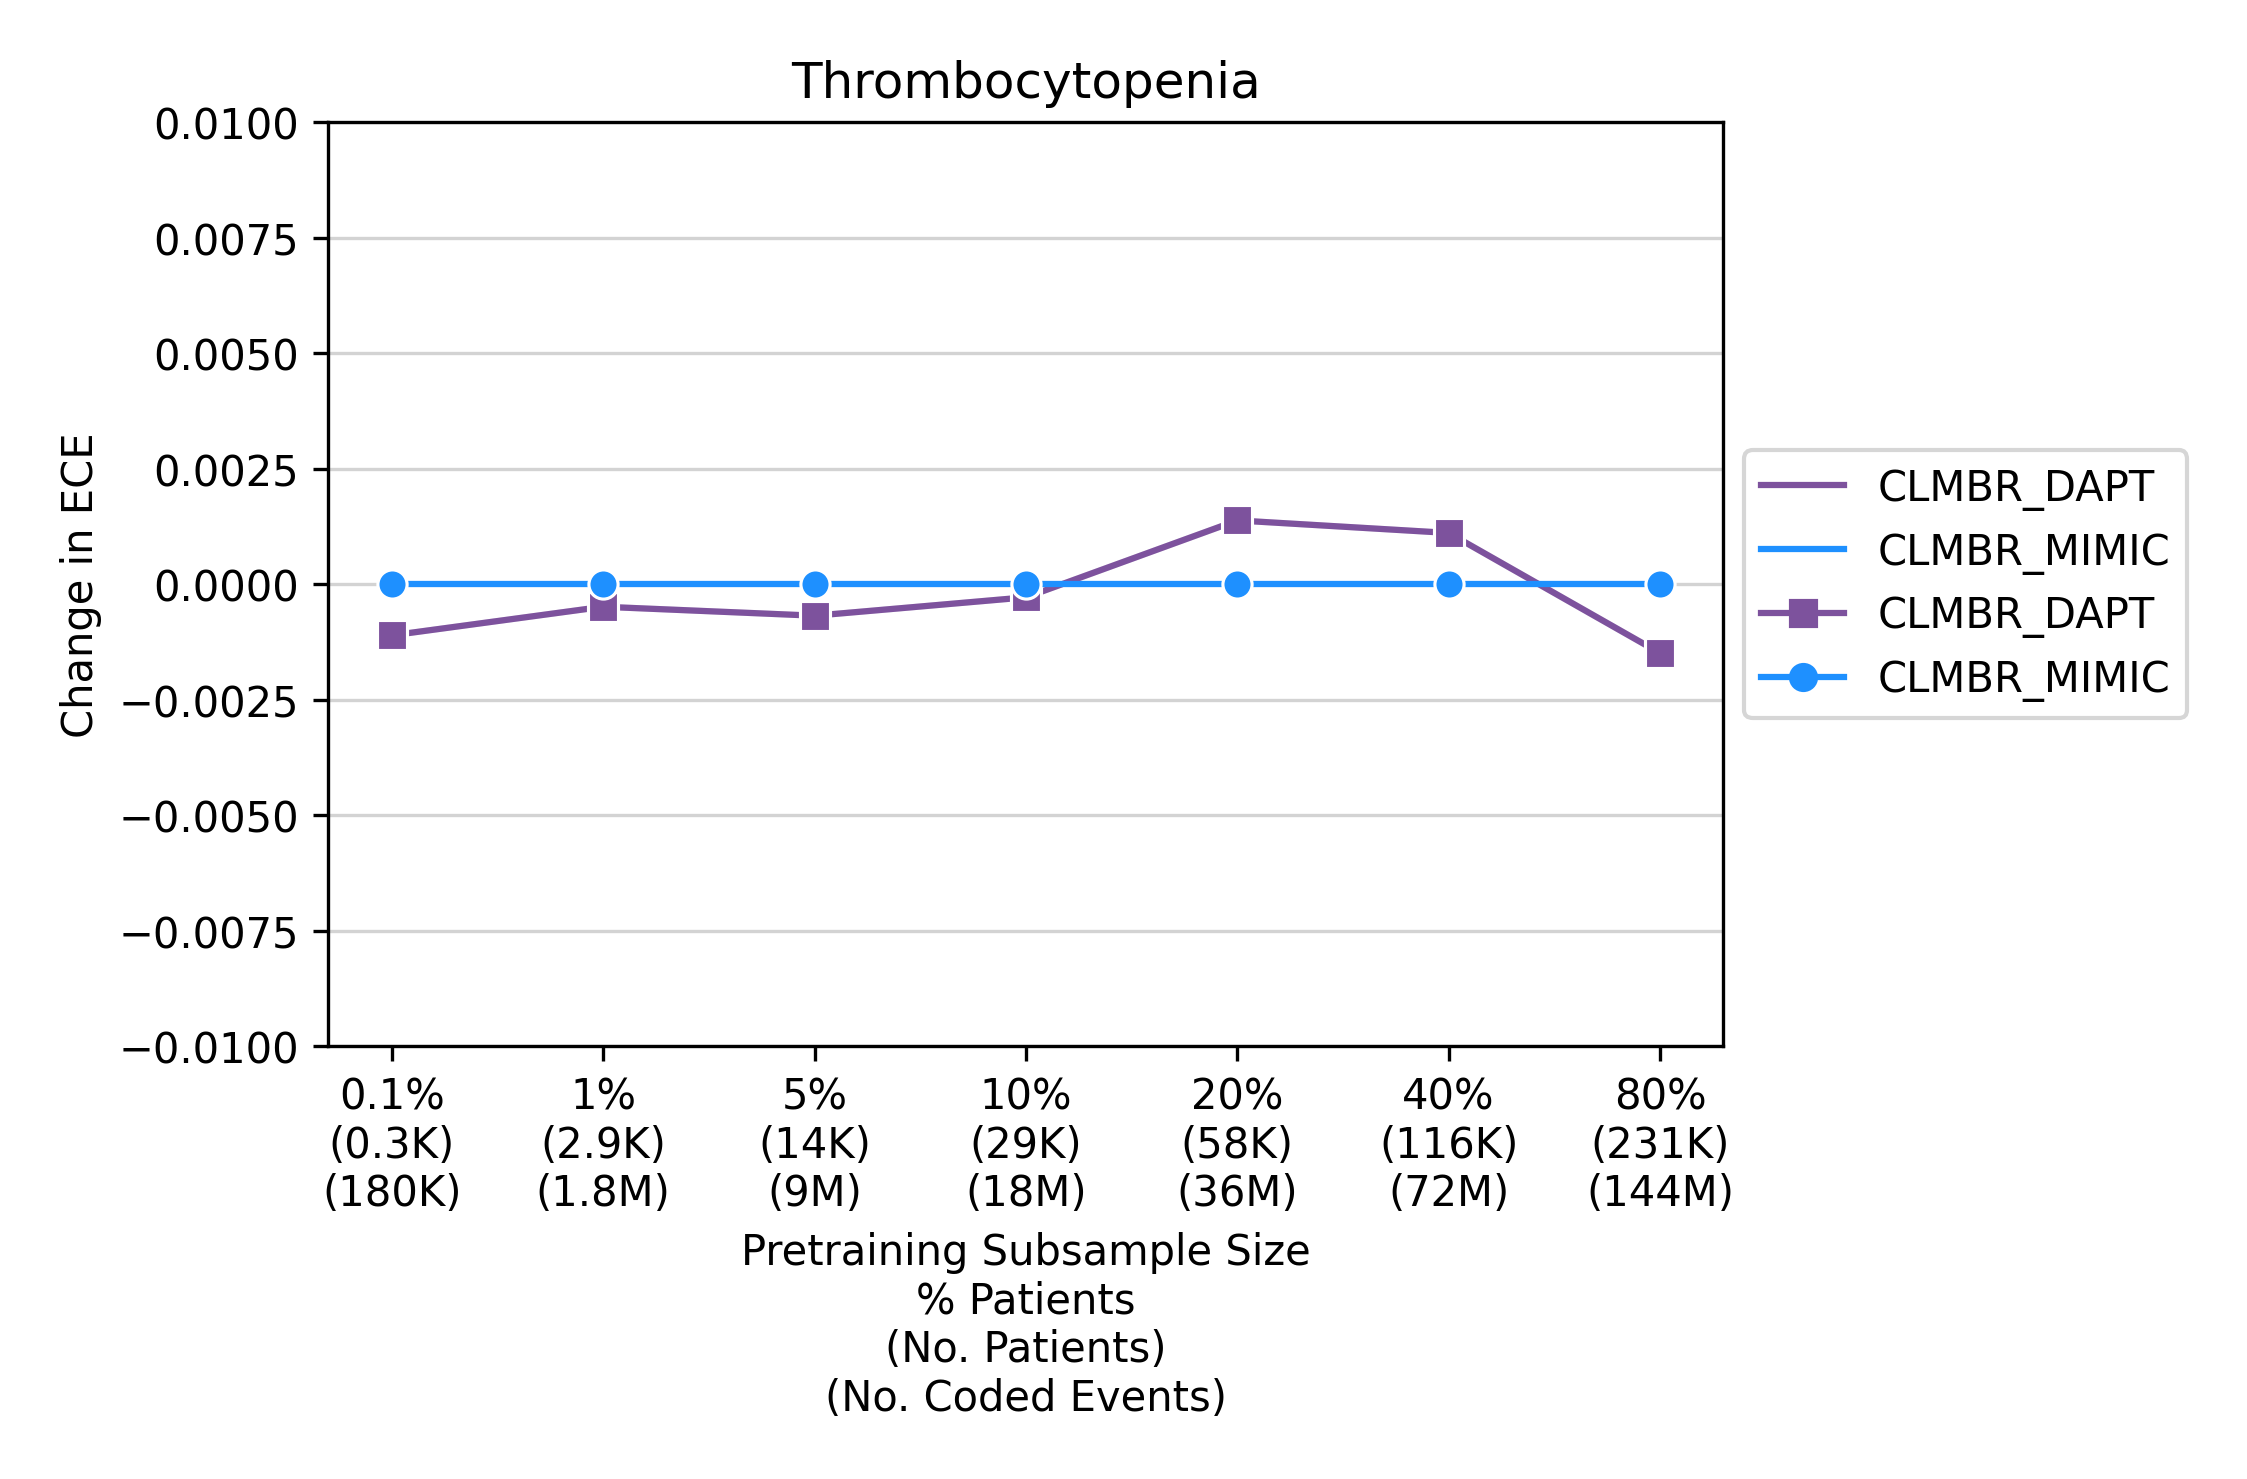 Thrombocytopenia
0.0100
0.0075
0.0050
0.0025
0.0000
−0.0025
−0.0050
−0.0075
−0.0100
Change in ECE
CLMBR_DAPT
CLMBR_MIMIC
CLMBR_DAPT
CLMBR_MIMIC
0.1% 1% 5% 10% 20% 40% 80%
(0.3K) (2.9K) (14K) (29K) (58K) (116K) (231K)
(180K) (1.8M) (9M) (18M) (36M) (72M) (144M)
Pretraining Subsample Size
% Patients
(No. Patients)
(No. Coded Events)